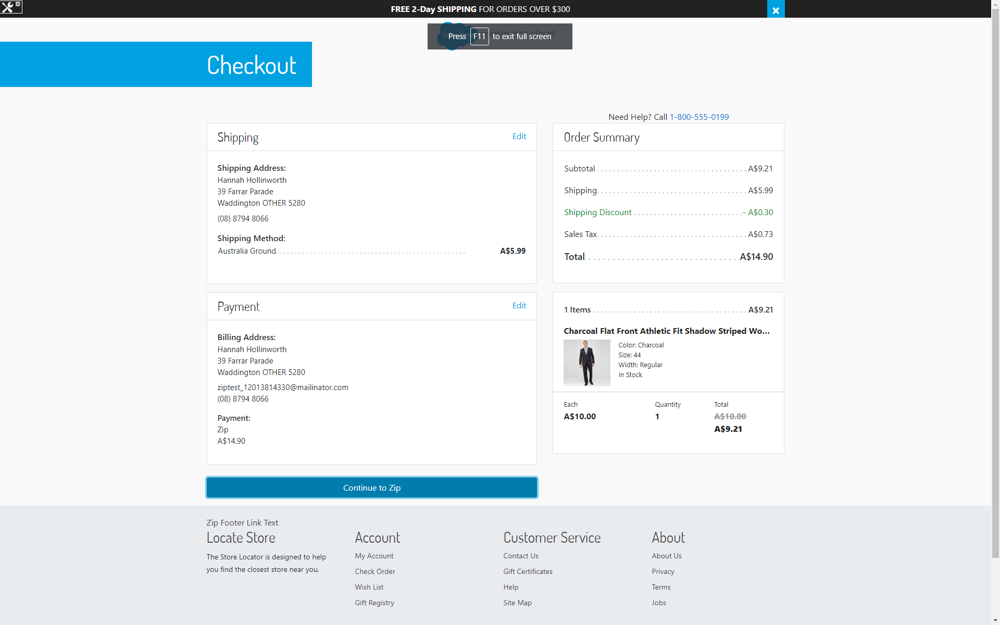 FREE 2-Day SHIPPING FOR ORDERS OVER $300
Press F11 to exit full screen
Checkout
Need Help? Call 1-800-555-0199
Shipping
Edit
Shipping Address:
Hannah Hollinworth
39 Farrar Parade
Waddington OTHER 5280
(08) 8794 8066
Shipping Method:
Australia Ground A$5.99
Payment
Edit
Billing Address:
Hannah Hollinworth
39 Farrar Parade
Waddington OTHER 5280
ziptest_12013814330@mailinator.com
(08) 8794 8066
Payment:
Zip
A$14.90
Continue to Zip
Order Summary
Subtotal A$9.21
Shipping A$5.99
Shipping Discount - A$0.30
Sales Tax A$0.73
Total A$14.90
1 Items A$9.21
Charcoal Flat Front Athletic Fit Shadow Striped Wo...
Color: Charcoal
Size: 44
Width: Regular
In Stock
Each Quantity Total
A$10.00 1 A$10.00
A$9.21
Zip Footer Link Text
Locate Store
The Store Locator is designed to help
you find the closest store near you.
Account
My Account
Check Order
Wish List
Gift Registry
Customer Service
Contact Us
Gift Certificates
Help
Site Map
About
About Us
Privacy
Terms
Jobs